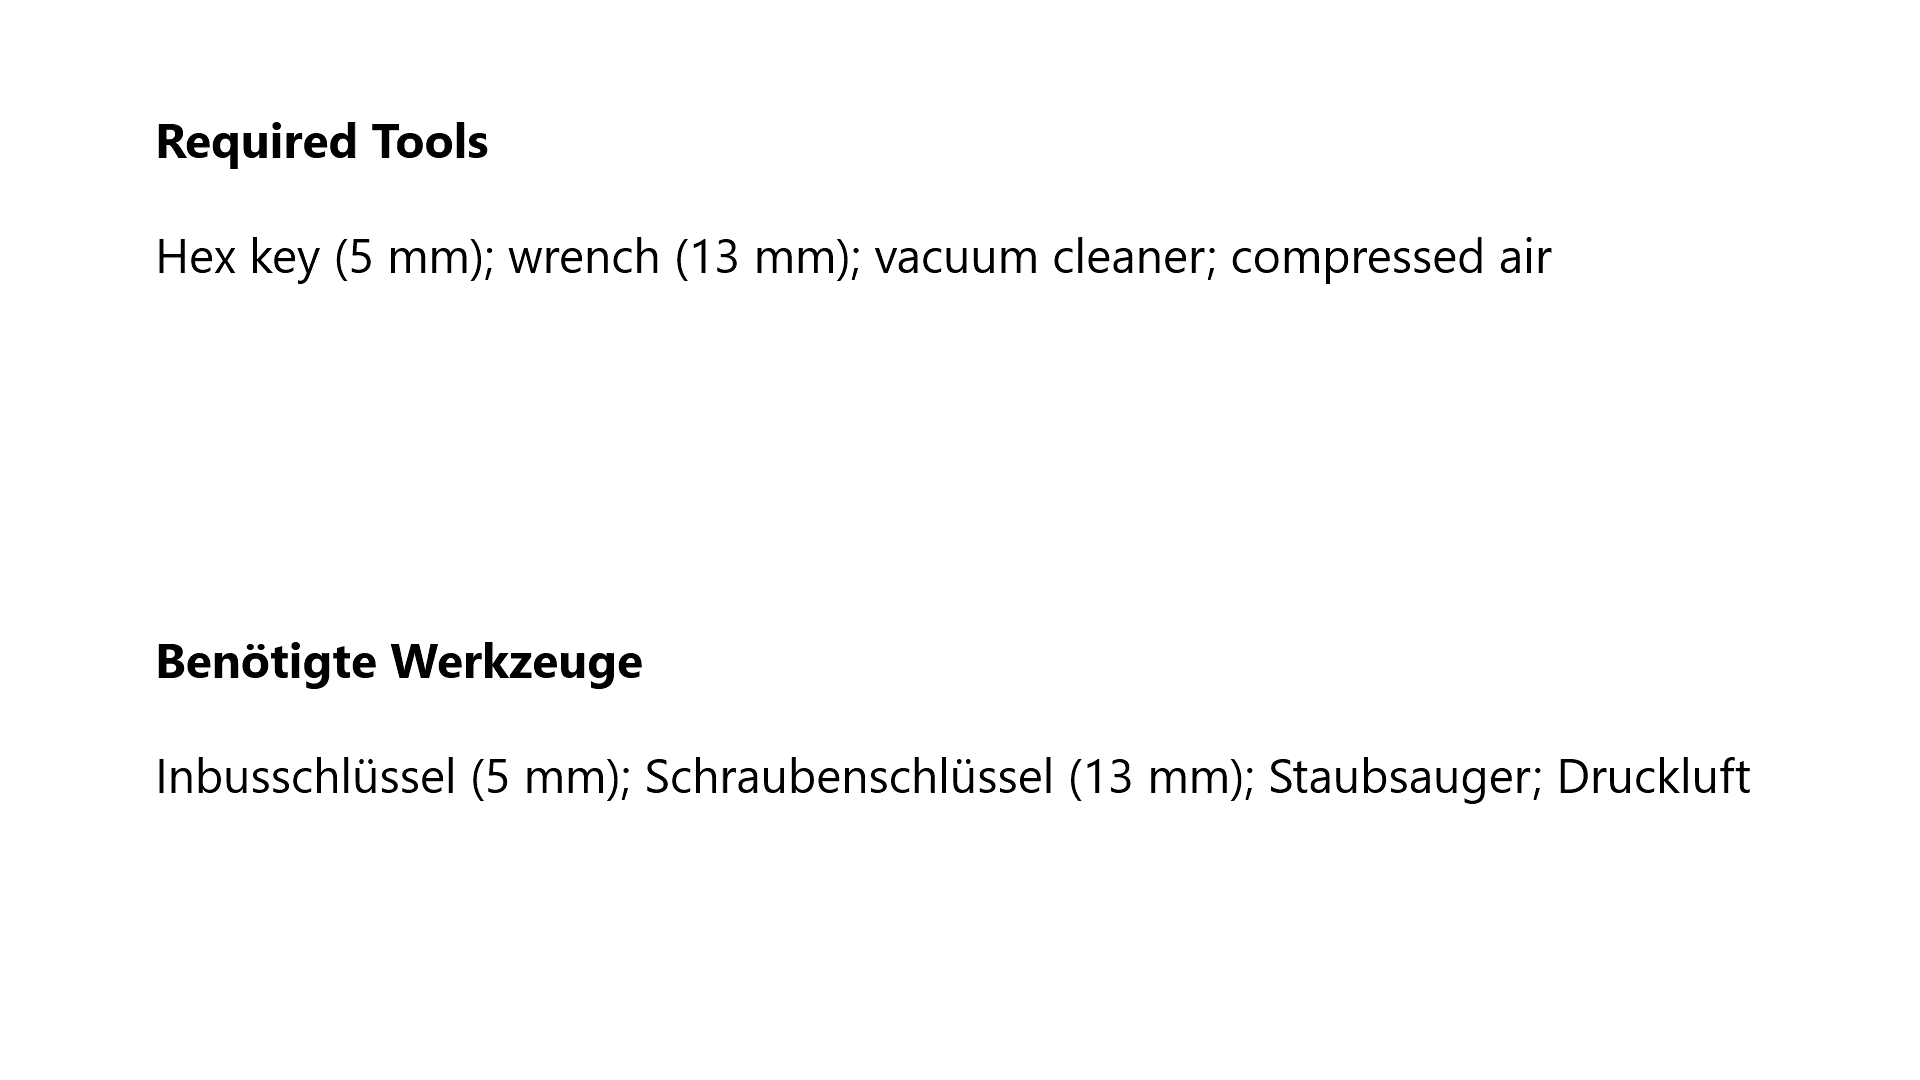 Required Tools
Hex key (5 mm); wrench (13 mm); vacuum cleaner; compressed air
Benötigte Werkzeuge
Inbusschlüssel (5 mm); Schraubenschlüssel (13 mm); Staubsauger; Druckluft